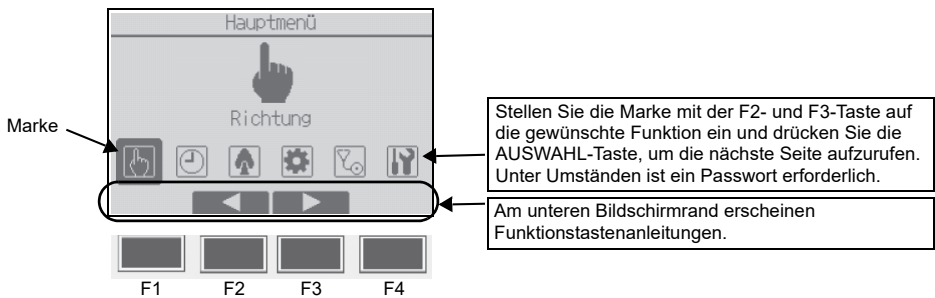 Hauptmenü
Richtung
Marke
Stellen Sie die Marke mit der F2- und F3-Taste auf
die gewünschte Funktion ein und drücken Sie die
AUSWAHL-Taste, um die nächste Seite aufzurufen.
Unter Umständen ist ein Passwort erforderlich.
Am unteren Bildschirmrand erscheinen
Funktionstastenanleitungen.
F1 F2 F3 F4